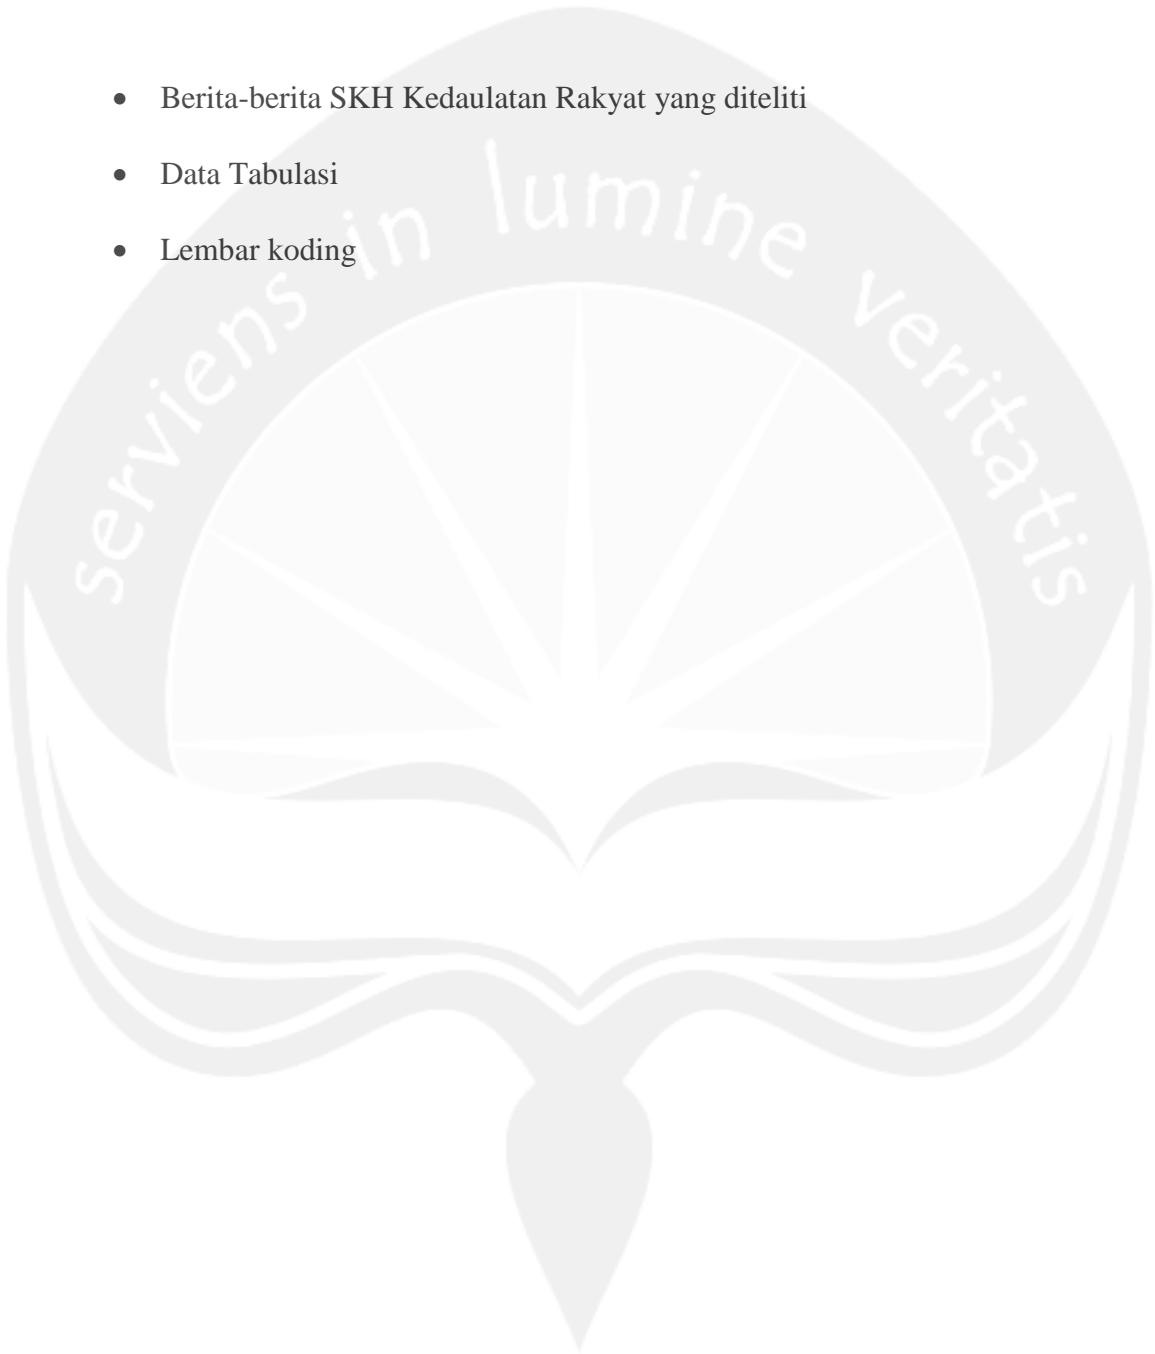 • Berita-berita SKH Kedaulatan Rakyat yang diteliti
• Data Tabulasi
• Lembar koding
serviens in lumine veritatis